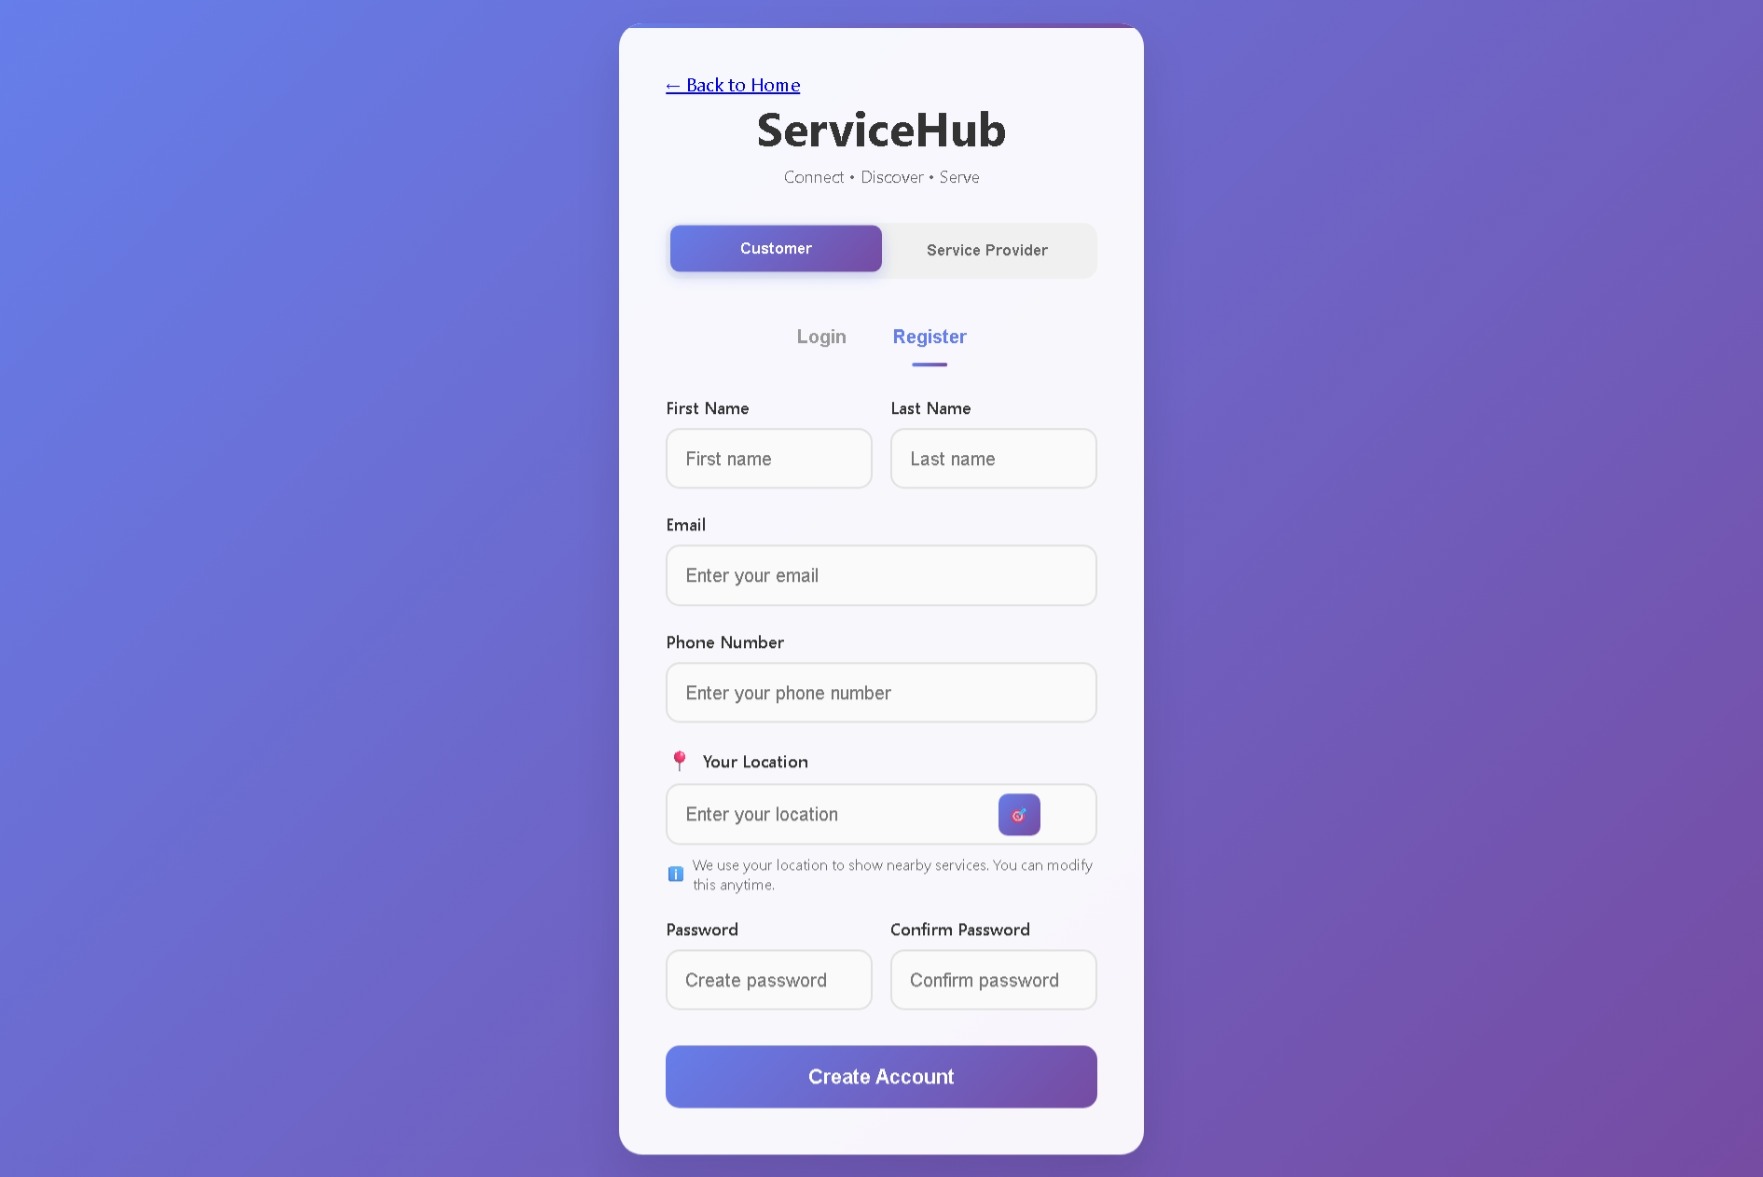 ← Back to Home
ServiceHub
Connect • Discover • Serve
Customer
Service Provider
Login
Register
First Name
Last Name
First name
Last name
Email
Enter your email
Phone Number
Enter your phone number
📍 Your Location
Enter your location
ℹ️ We use your location to show nearby services. You can modify
this anytime.
Password
Confirm Password
Create password
Confirm password
Create Account